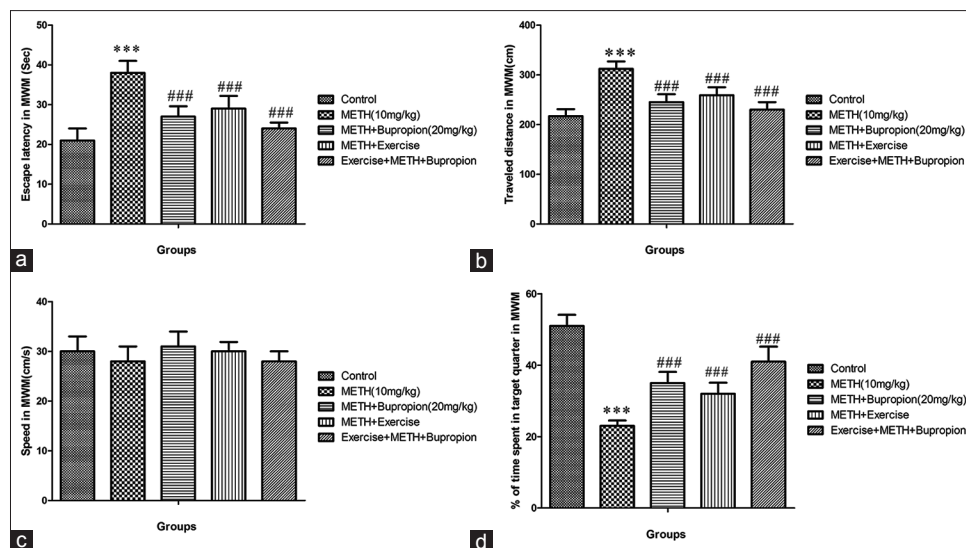 50
40
30
20
10
0
Escape latency in MWM (Sec)
***
###
###
###
Groups
Control
METH(10mg/kg)
METH+Bupropion(20mg/kg)
METH+Exercise
Exercise+METH+Bupropion
a
400
300
200
100
0
Traveled distance in MWM(cm)
***
###
###
###
Groups
Control
METH(10mg/kg)
METH+Bupropion(20mg/kg)
METH+Exercise
Exercise+METH+Bupropion
b
40
30
20
10
0
Speed in MWM(cm/s)
Groups
Control
METH(10mg/kg)
METH+Bupropion(20mg/kg)
METH+Exercise
Exercise+METH+Bupropion
c
60
40
20
0
% of time spent in target quarter in MWM
***
###
###
###
Groups
Control
METH(10mg/kg)
METH+Bupropion(20mg/kg)
METH+Exercise
Exercise+METH+Bupropion
d